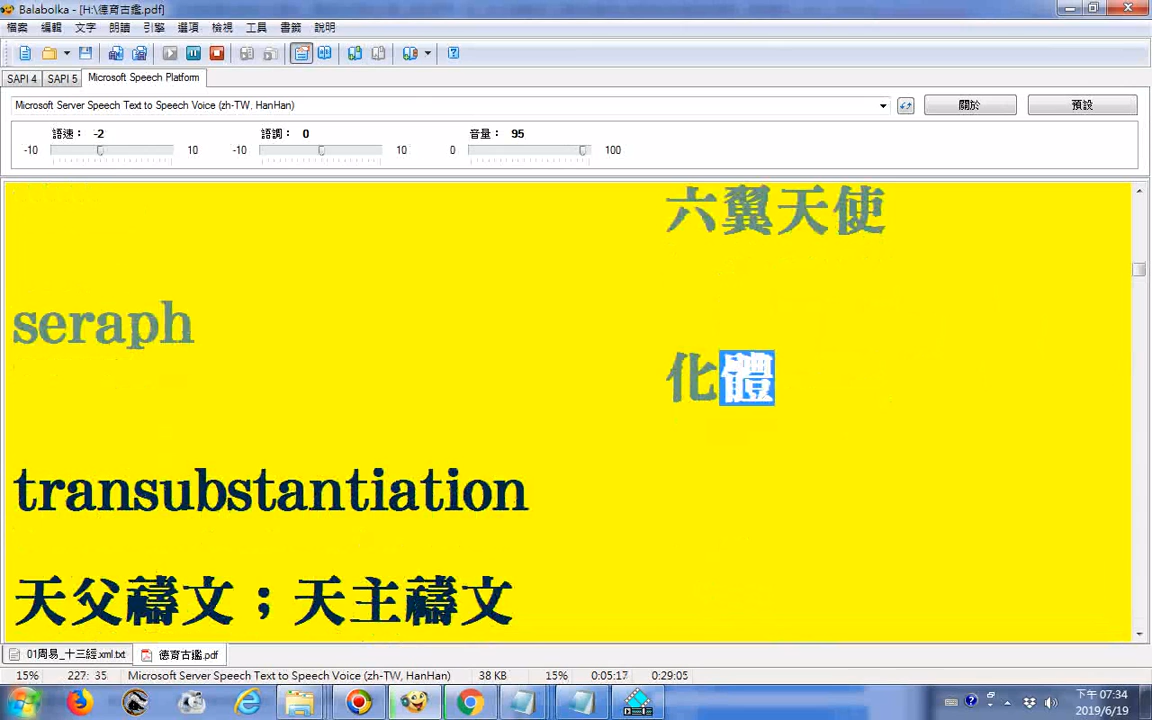 Balabolka - [H:\德育古鑑.pdf]
檔案 編輯 文字 朗讀 引擎 選項 檢視 工具 書籤 說明
SAPI 4 SAPI 5 Microsoft Speech Platform
Microsoft Server Speech Text to Speech Voice (zh-TW, HanHan) 關於 預設
語速： -2 語調： 0 音量： 95
-10 10 -10 10 0 100
六翼天使
seraph
化體
transubstantiation
天父禱文；天主禱文
01周易_十三經.xml.txt 德育古鑑.pdf
15% 227: 35 Microsoft Server Speech Text to Speech Voice (zh-TW, HanHan) 38 KB 15% 0:05:17 0:29:05
下午 07:34
2019/6/19